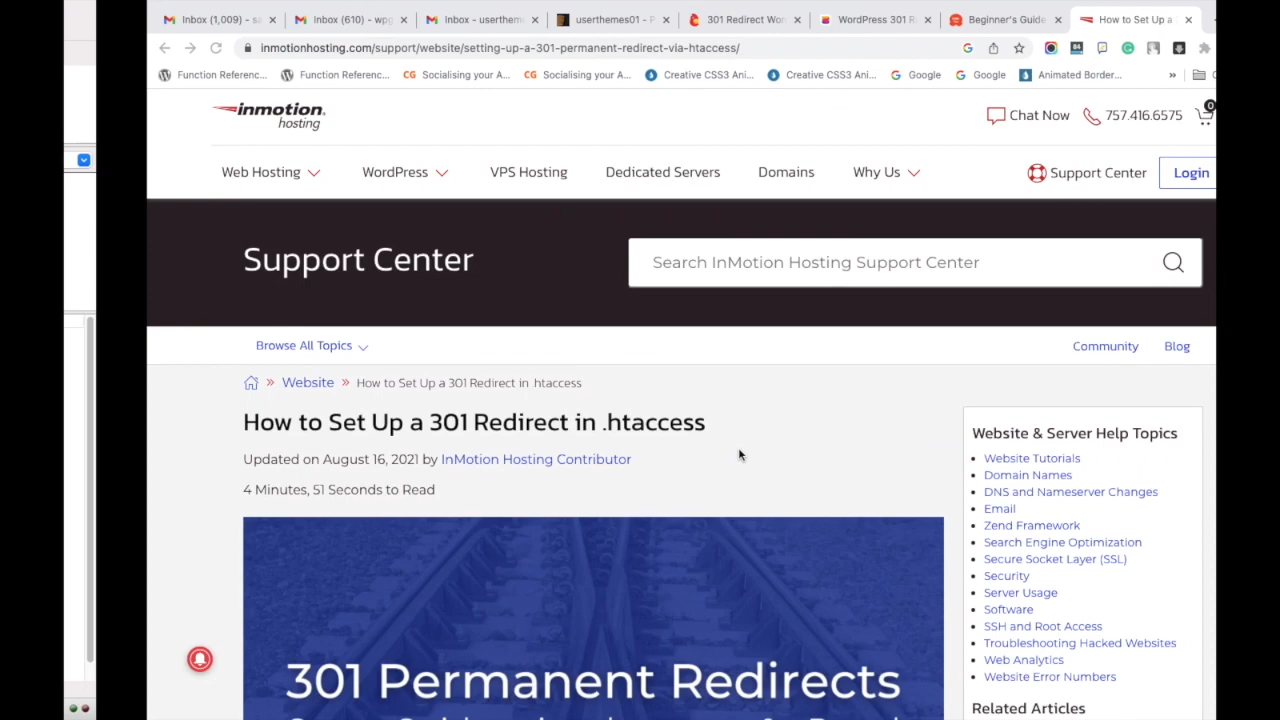 Inbox (1,009) - sa
Inbox (610) - wpg
Inbox - userthem
userthemes01 - P
301 Redirect Wor
WordPress 301 R
Beginner's Guide
How to Set Up a
inmotionhosting.com/support/website/setting-up-a-301-permanent-redirect-via-htaccess/
Function Referenc...
Function Referenc...
CG Socialising your A...
CG Socialising your A...
Creative CSS3 Ani...
Creative CSS3 Ani...
Google
Google
Animated Border...
»
inmotion
hosting
Chat Now
757.416.6575
0
Web Hosting
WordPress
VPS Hosting
Dedicated Servers
Domains
Why Us
Support Center
Login
Support Center
Search InMotion Hosting Support Center
Browse All Topics
Community
Blog
» Website » How to Set Up a 301 Redirect in .htaccess
How to Set Up a 301 Redirect in .htaccess
Updated on August 16, 2021 by InMotion Hosting Contributor
4 Minutes, 51 Seconds to Read
301 Permanent Redirects
Website & Server Help Topics
Website Tutorials
Domain Names
DNS and Nameserver Changes
Email
Zend Framework
Search Engine Optimization
Secure Socket Layer (SSL)
Security
Server Usage
Software
SSH and Root Access
Troubleshooting Hacked Websites
Web Analytics
Website Error Numbers
Related Articles